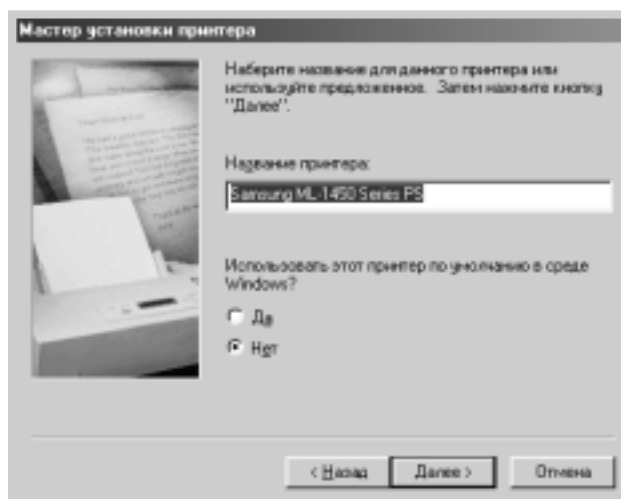 Мастер установки принтера
Наберите название для данного принтера или
используйте предложенное. Затем нажмите кнопку
"Далее".
Название принтера:
Samsung ML-1450 Series PS
Использовать этот принтер по умолчанию в среде
Windows?
Да
Нет
< Назад
Далее >
Отмена